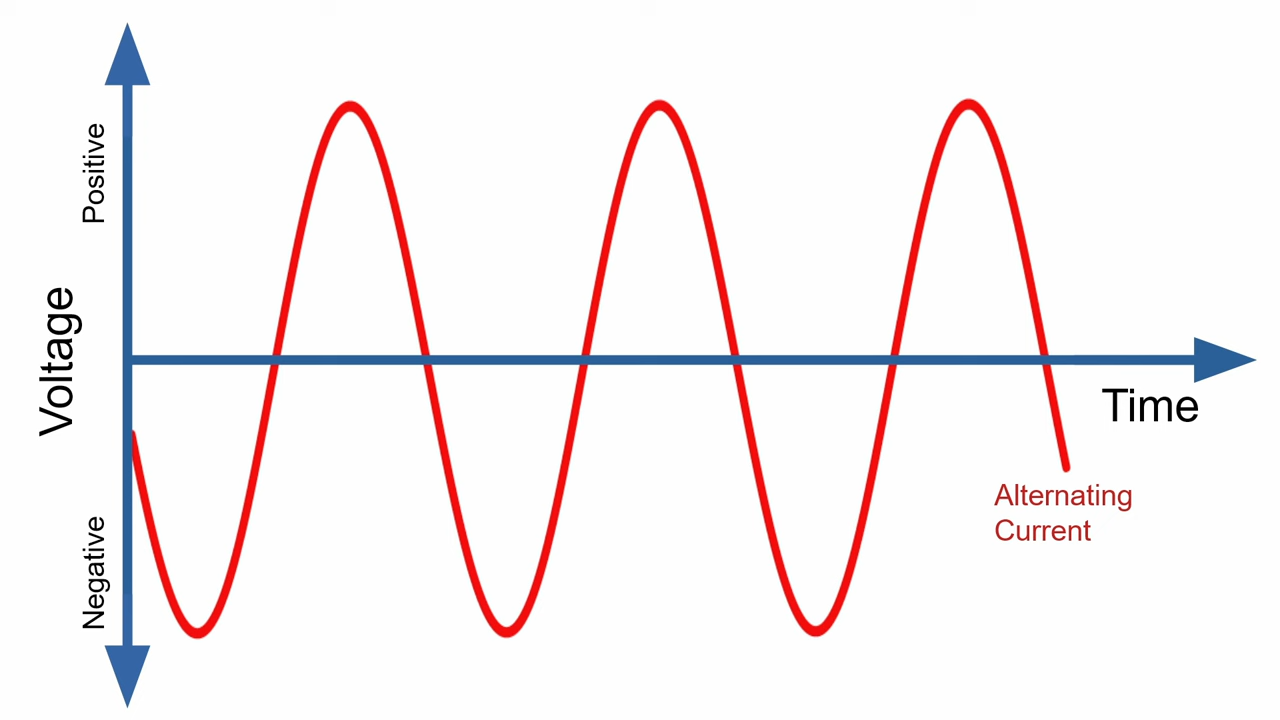 Positive
Voltage
Negative
Time
Alternating
Current